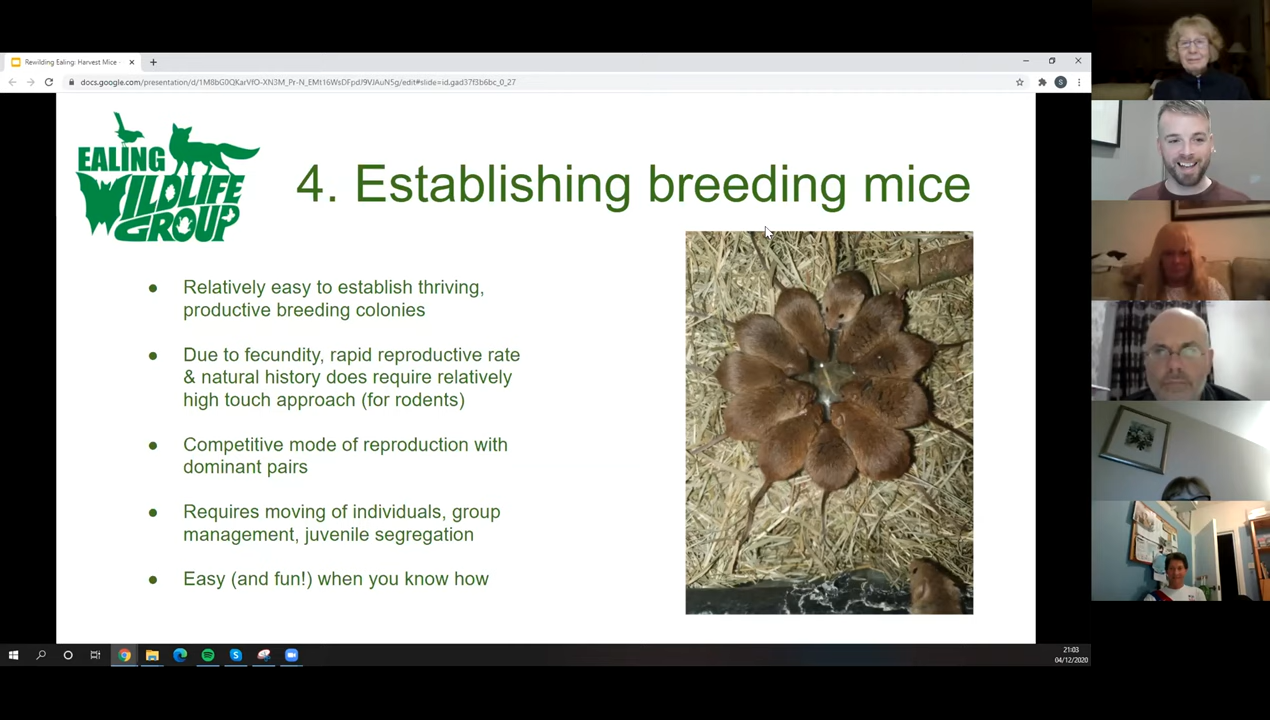 Rewilding Ealing: Harvest Mice
docs.google.com/presentation/d/1M8bG0QKarVfO-XN3M_Pr-N_EMt16WsDFpdJ9VJAuN5g/edit#slide=id.gad37f3b6bc_0_27
S
EALING
WILDLIFE
GROUP
4. Establishing breeding mice
● Relatively easy to establish thriving,
productive breeding colonies
● Due to fecundity, rapid reproductive rate
& natural history does require relatively
high touch approach (for rodents)
● Competitive mode of reproduction with
dominant pairs
● Requires moving of individuals, group
management, juvenile segregation
● Easy (and fun!) when you know how
21:03
04/12/2020